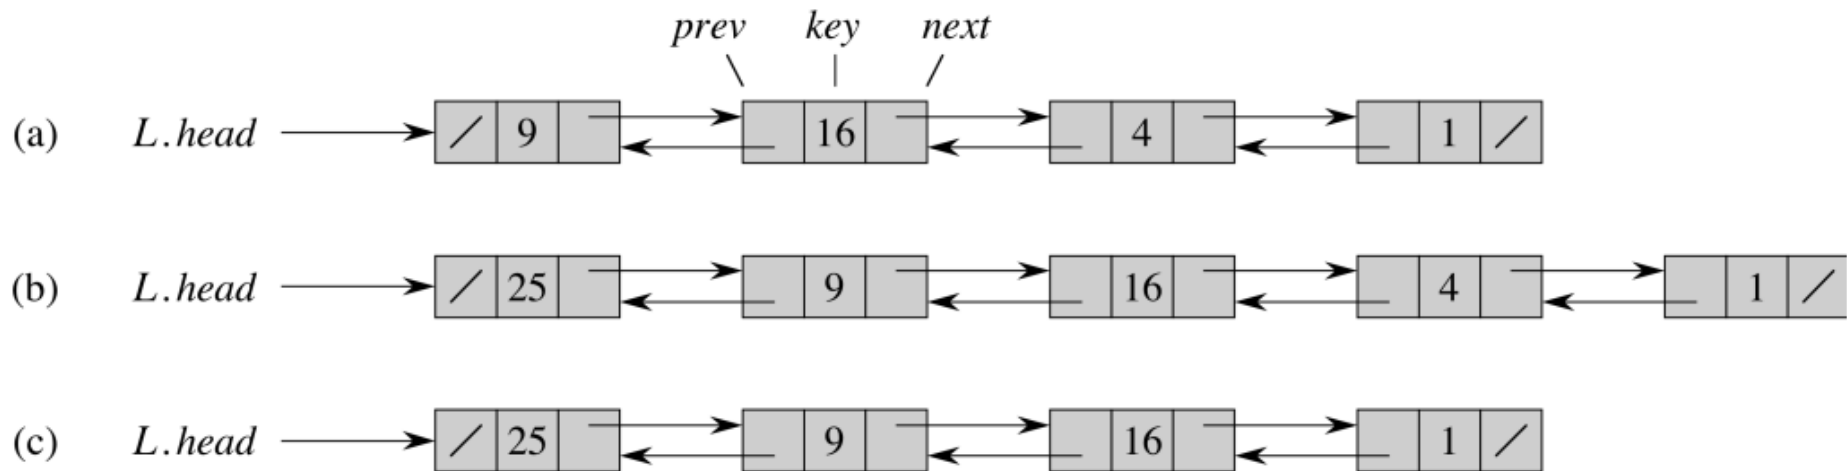 prev key next
(a) L.head / 9 16 4 1 /
(b) L.head / 25 9 16 4 1 /
(c) L.head / 25 9 16 1 /